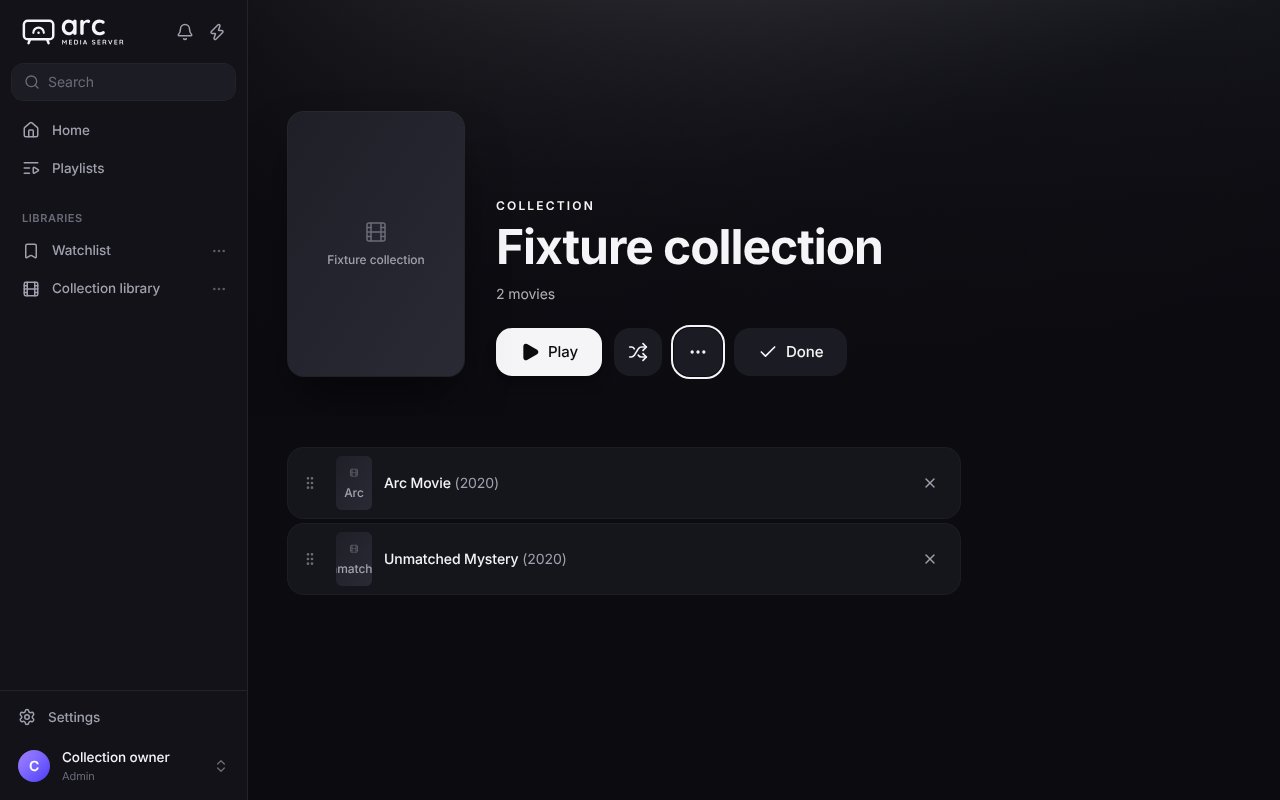 arc
MEDIA SERVER
Search
Home
Playlists
LIBRARIES
Watchlist
Collection library
Settings
C
Collection owner
Admin
Fixture collection
COLLECTION
Fixture collection
2 movies
Play
Done
Arc
Arc Movie (2020)
match
Unmatched Mystery (2020)